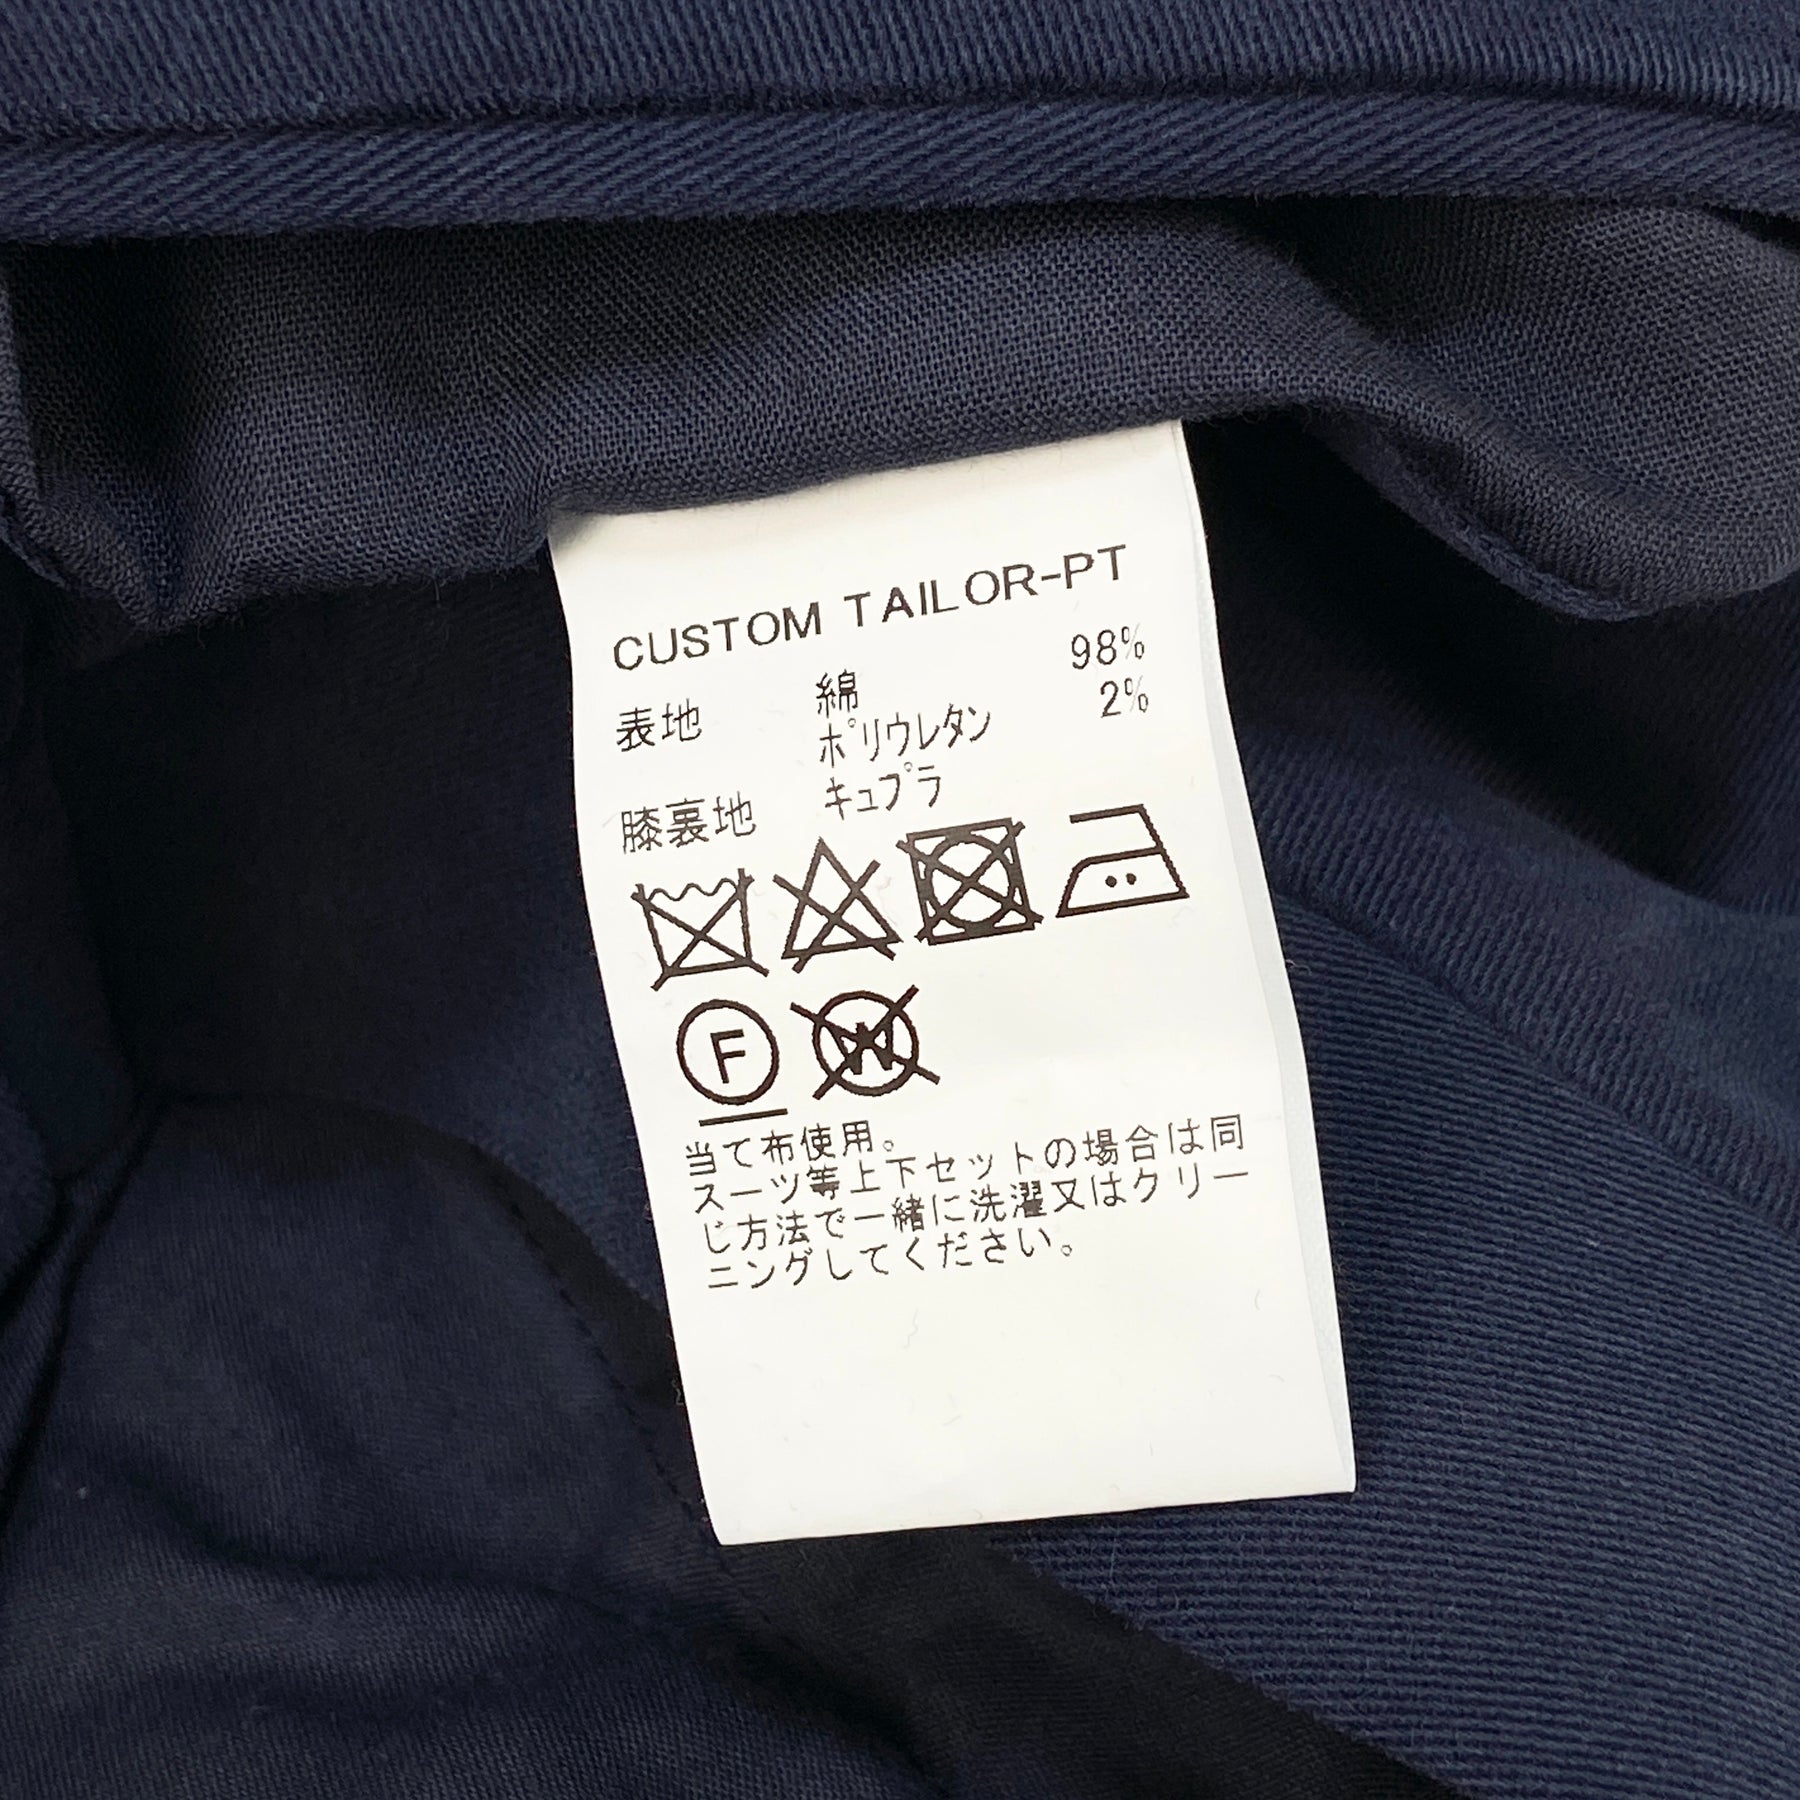 CUSTOM TAILOR-PT
表地 綿 98%
ポリウレタン 2%
膝裏地 キュプラ
F W
当て布使用。
スーツ等上下セットの場合は同
じ方法で一緒に洗濯又はクリー
ニングしてください。